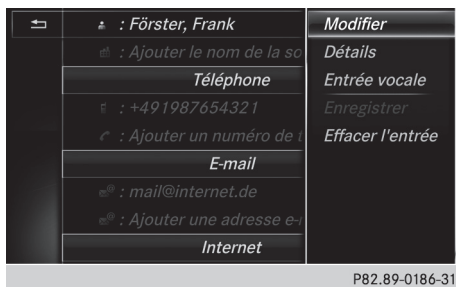 : Förster, Frank
: Ajouter le nom de la so
Téléphone
: +491987654321
: Ajouter un numéro de t
E-mail
: mail@internet.de
: Ajouter une adresse e-
Internet
Modifier
Détails
Entrée vocale
Enregistrer
Effacer l'entrée
P82.89-0186-31